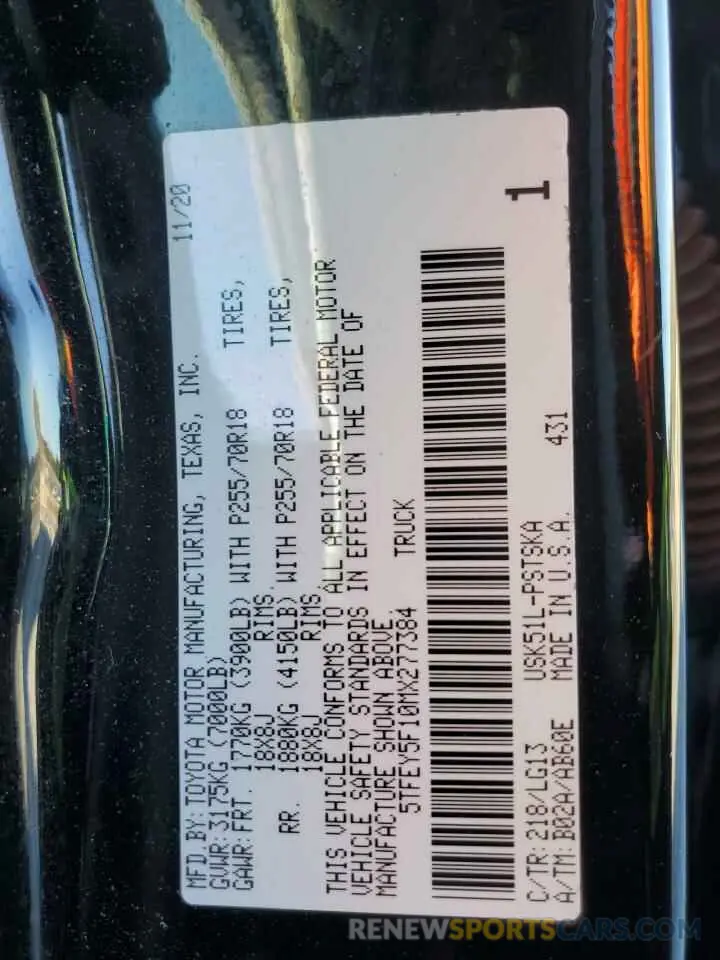 MFD.BY:TOYOTA MOTOR MANUFACTURING, TEXAS, INC. 11/20
GVWR:3175KG (7000LB)
GAWR:FRT. 1770KG (3900LB) WITH P255/70R18 TIRES,
18X8J RIMS
RR. 1880KG (4150LB) WITH P255/70R18 TIRES,
18X8J RIMS,
THIS VEHICLE CONFORMS TO ALL APPLICABLE FEDERAL MOTOR
VEHICLE SAFETY STANDARDS IN EFFECT ON THE DATE OF
MANUFACTURE SHOWN ABOVE.
5TFEY5F10MX277384 TRUCK
1
C/TR:218/LG13 USK51L-PSTSKA 431
A/TM:B02A/AB60E MADE IN U.S.A.
RENEWSPORTSCARS.COM